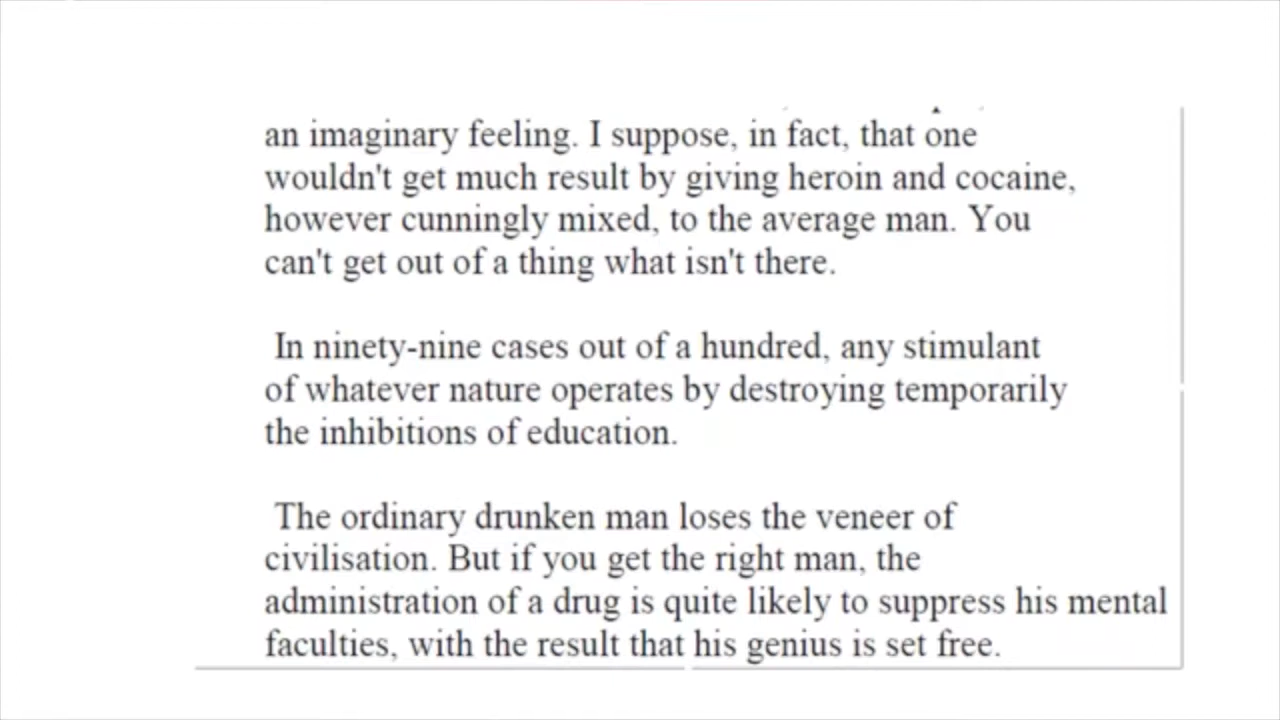 an imaginary feeling. I suppose, in fact, that one
wouldn't get much result by giving heroin and cocaine,
however cunningly mixed, to the average man. You
can't get out of a thing what isn't there.
In ninety-nine cases out of a hundred, any stimulant
of whatever nature operates by destroying temporarily
the inhibitions of education.
The ordinary drunken man loses the veneer of
civilisation. But if you get the right man, the
administration of a drug is quite likely to suppress his mental
faculties, with the result that his genius is set free.